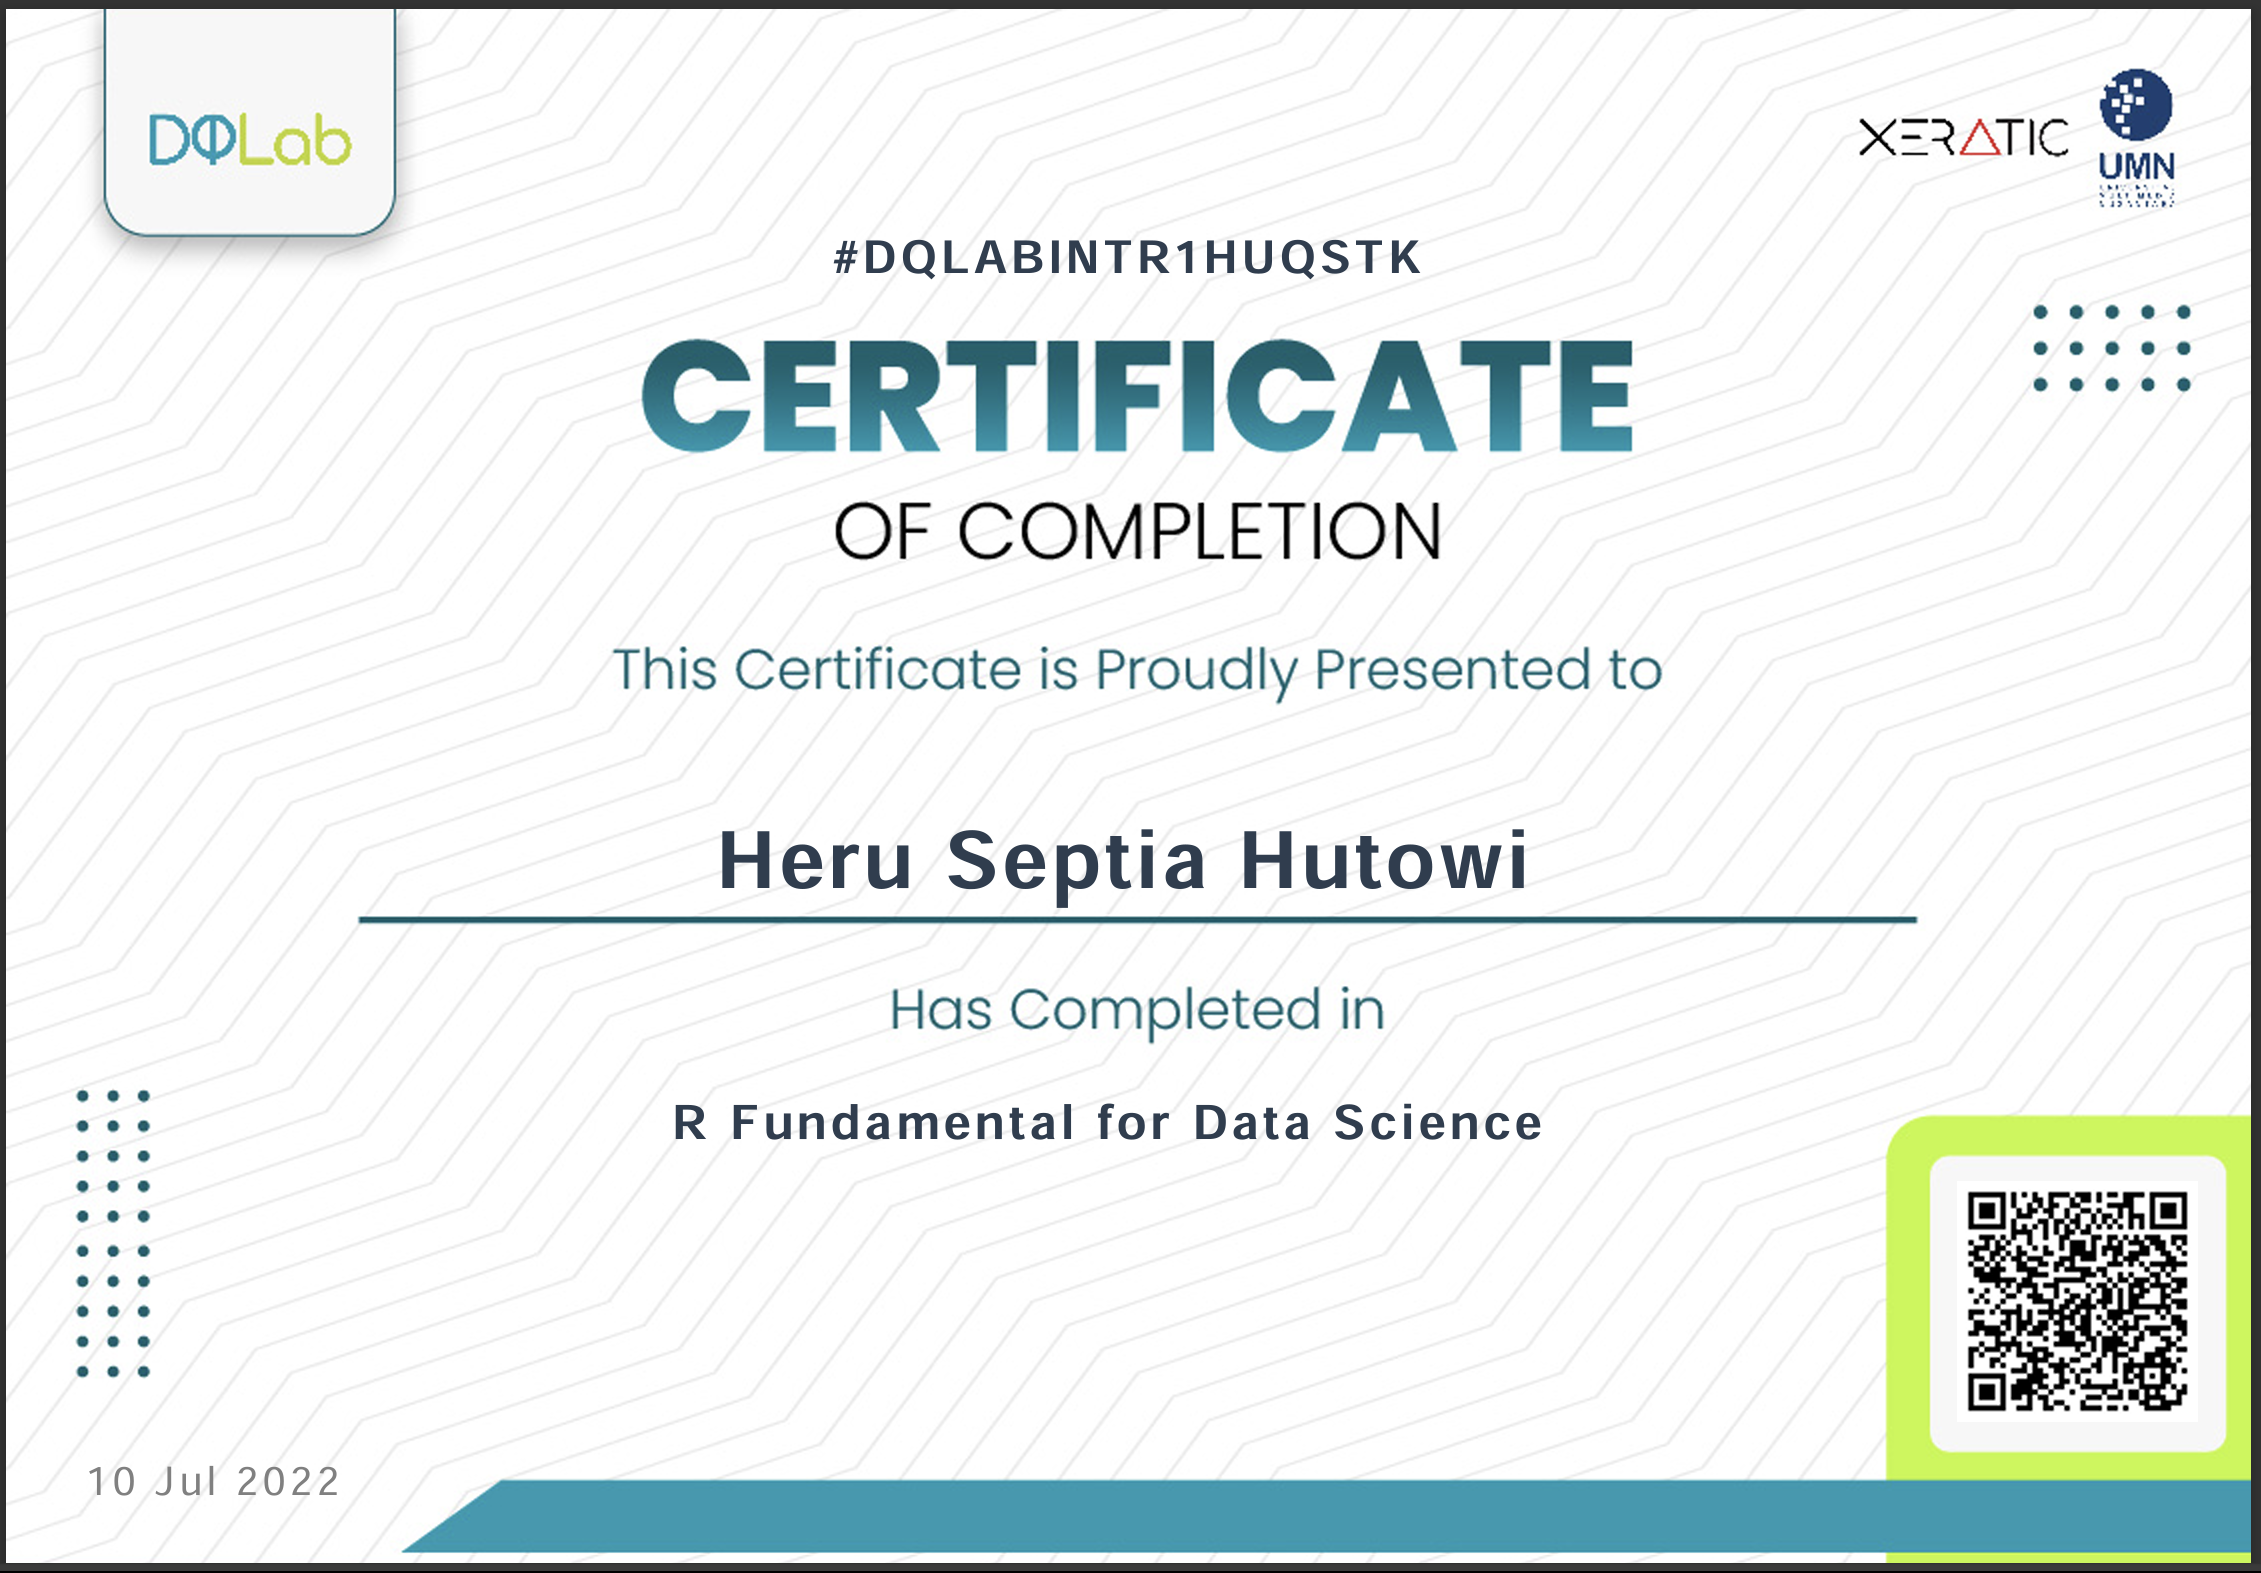 DQLab
XERATIC
UMN
#DQLABINTR1HUQSTK
CERTIFICATE
OF COMPLETION
This Certificate is Proudly Presented to
Heru Septia Hutowi
Has Completed in
R Fundamental for Data Science
10 Jul 2022